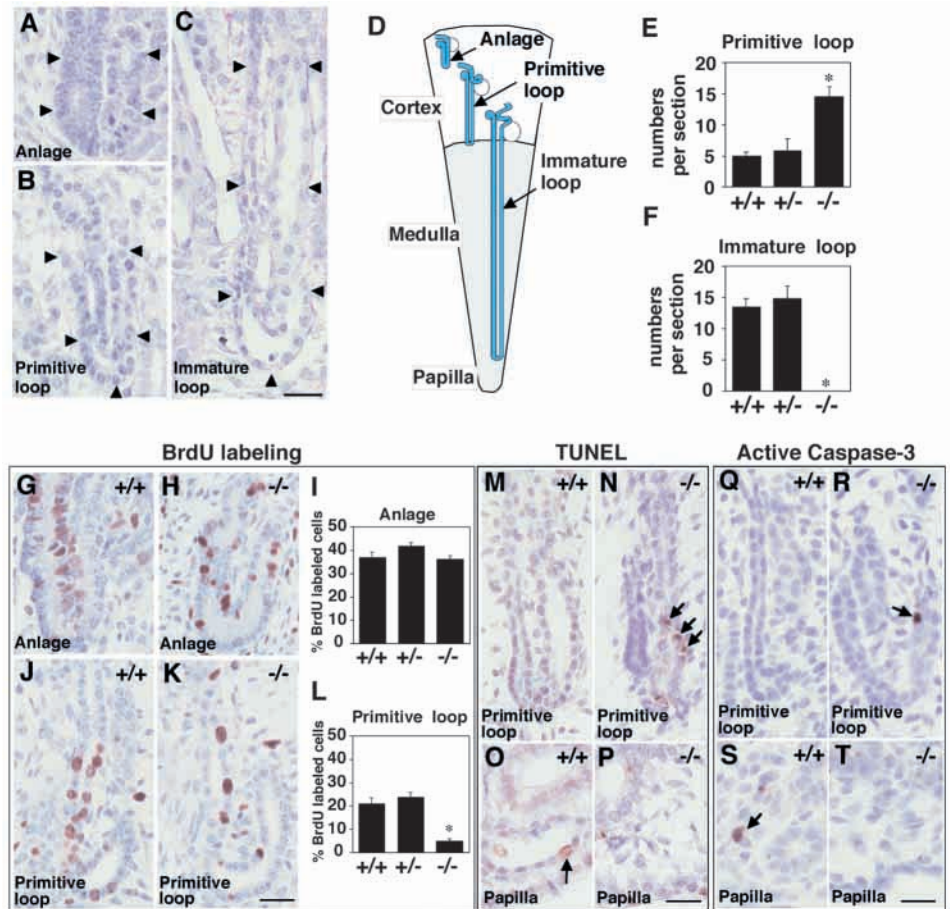 A
Anlage
B
Primitive
loop
C
Immature
loop
D
Anlage
Primitive
loop
Cortex
Immature
loop
Medulla
Papilla
E
Primitive loop
numbers
per section
20
15
10
5
0
*
+/+ +/- -/-
F
Immature loop
numbers
per section
20
15
10
5
0
*
+/+ +/- -/-
BrdU labeling
G +/+
Anlage
H -/-
Anlage
I
Anlage
% BrdU labeled cells
50
40
30
20
10
0
+/+ +/- -/-
J +/+
Primitive
loop
K -/-
Primitive
loop
L
Primitive loop
% BrdU labeled cells
50
40
30
20
10
0
*
+/+ +/- -/-
TUNEL
M +/+
Primitive
loop
N -/-
Primitive
loop
O +/+
Papilla
P -/-
Papilla
Active Caspase-3
Q +/+
Primitive
loop
R -/-
Primitive
loop
S +/+
Papilla
T -/-
Papilla